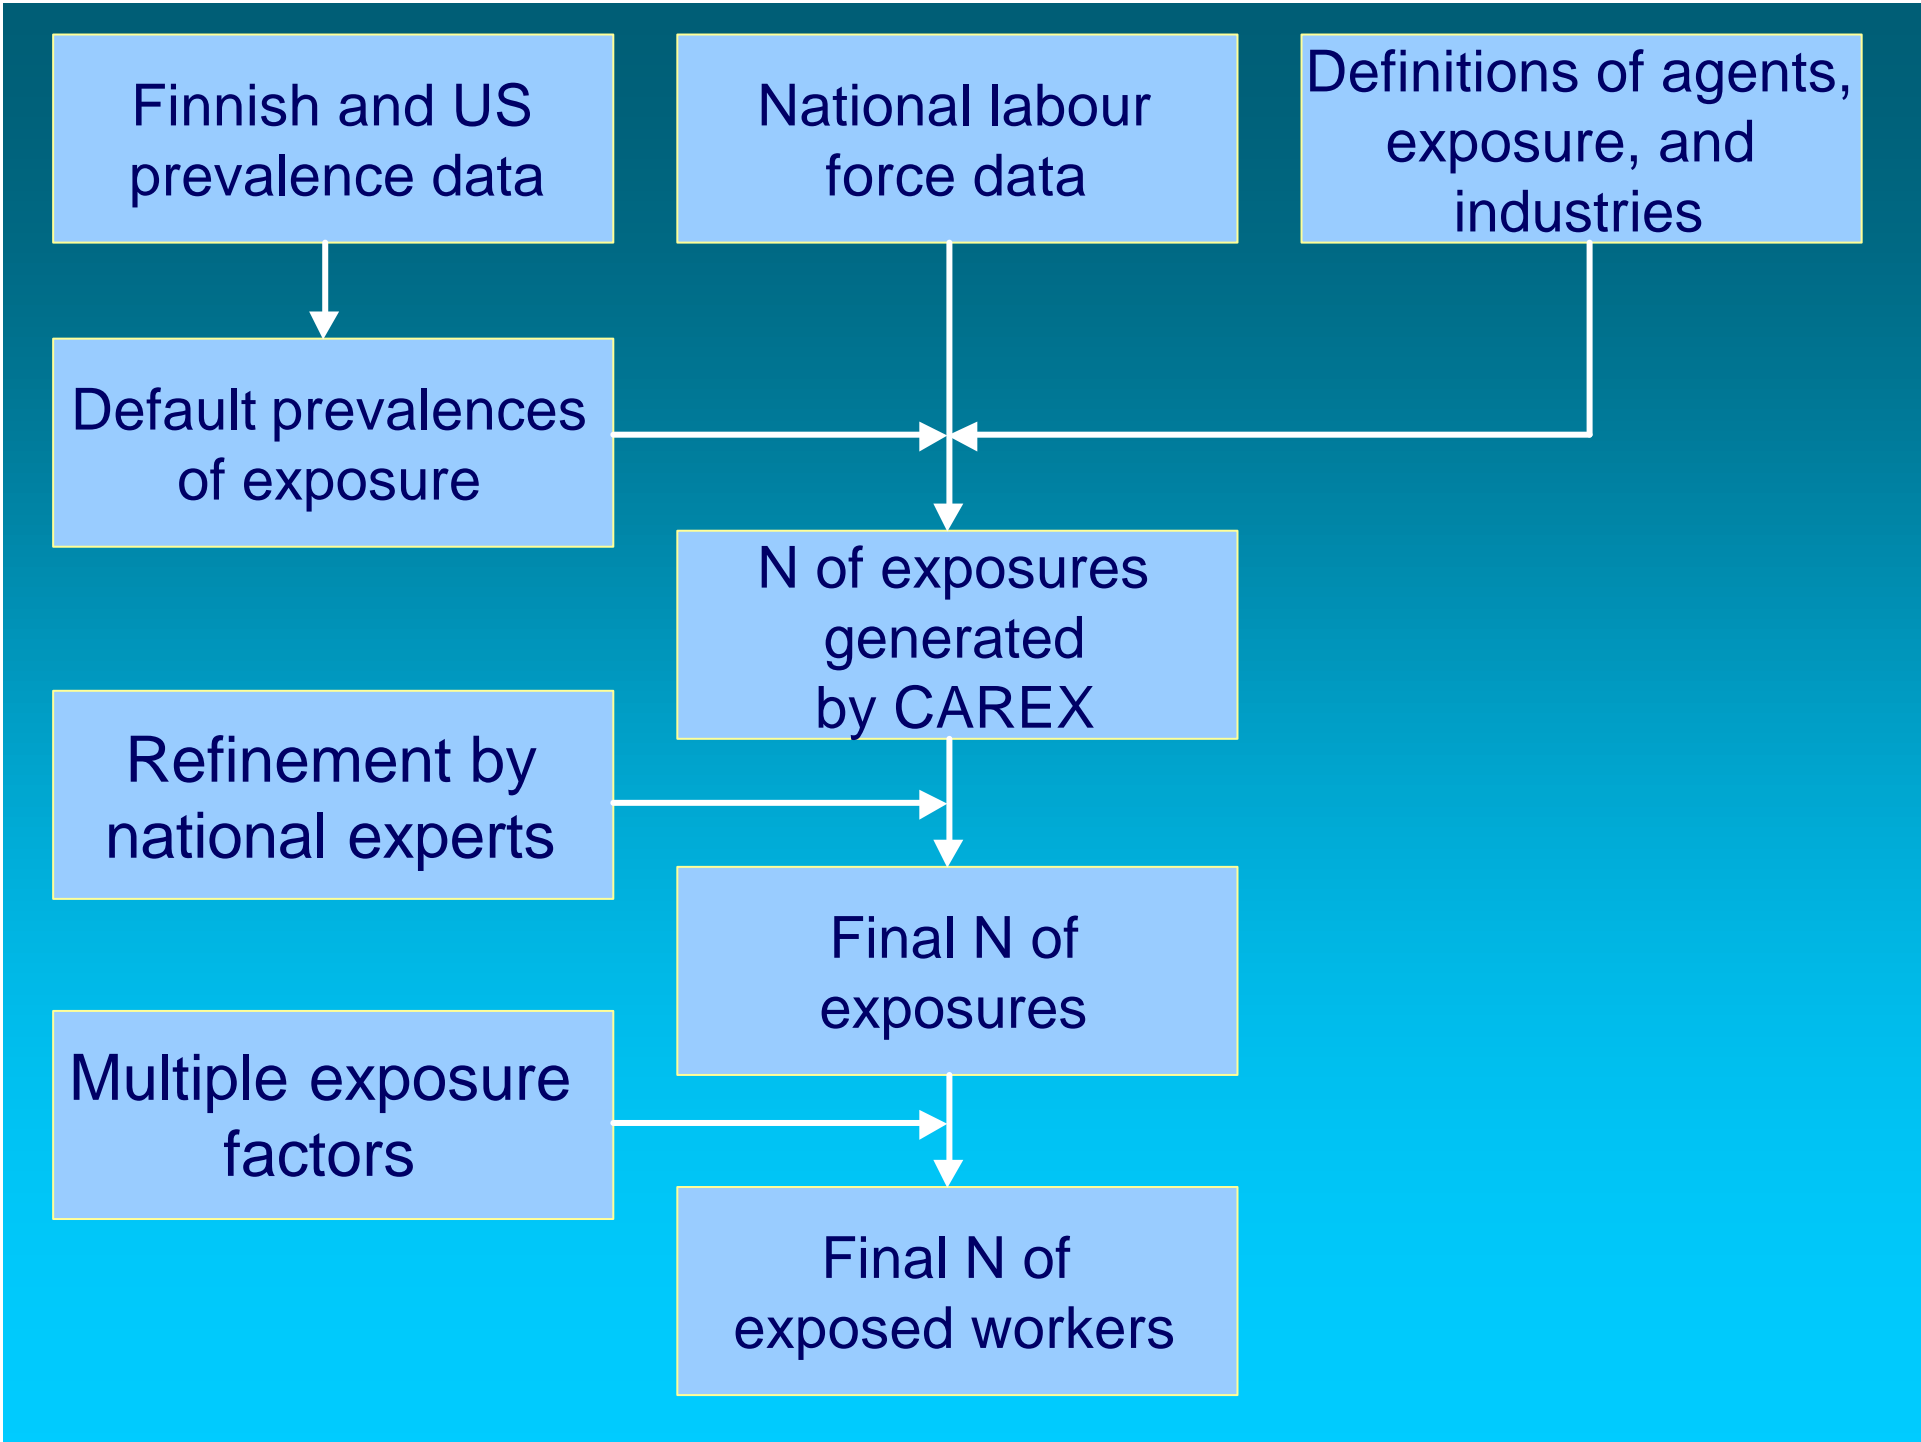 Finnish and US
prevalence data
National labour
force data
Definitions of agents,
exposure, and
industries
Default prevalences
of exposure
N of exposures
generated
by CAREX
Refinement by
national experts
Final N of
exposures
Multiple exposure
factors
Final N of
exposed workers